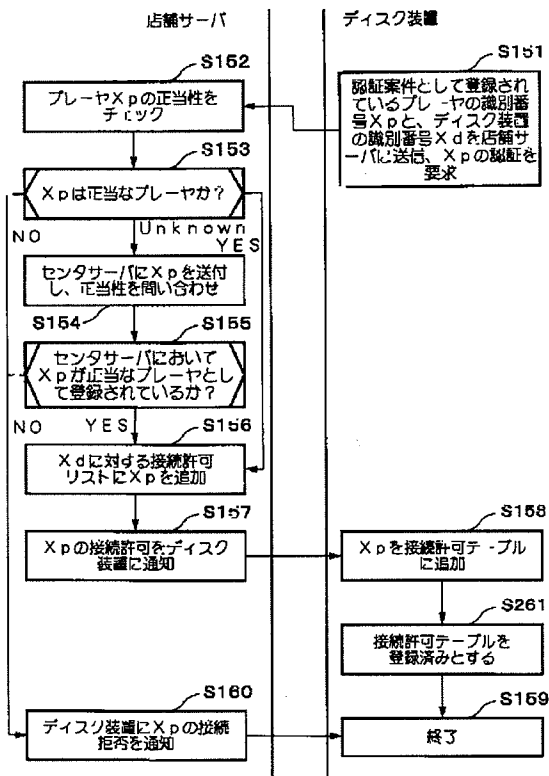 店舗サーバ
ディスク装置
S151
認証案件として登録され
ているプレーヤの識別番
号Xpと、ディスク装置
の識別番号Xdを店舗サ
ーバに送信、Xpの認証を
要求
S152
プレーヤXpの正当性を
チェック
S153
Xpは正当なプレーヤか？
NO
Unknown
YES
センタサーバにXpを送付
し、正当性を問い合わせ
S154
S155
センタサーバにおいて
Xpが正当なプレーヤとし
て登録されているか？
NO
YES
S156
Xdに対する接続許可
リストにXpを追加
S157
Xpの接続許可をディスク
装置に通知
S158
Xpを接続許可テーブル
に追加
S261
接続許可テーブルを
登録済みとする
S160
ディスク装置にXpの接続
拒否を通知
S159
終了